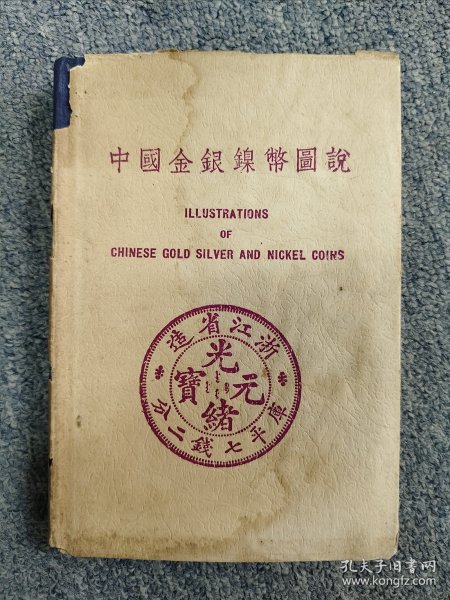 中國金銀鎳幣圖說
ILLUSTRATIONS
OF
CHINESE GOLD SILVER AND NICKEL COINS
造省江浙
光緒元寶
庫平七錢二分
孔夫子旧书网
www.kongfz.com